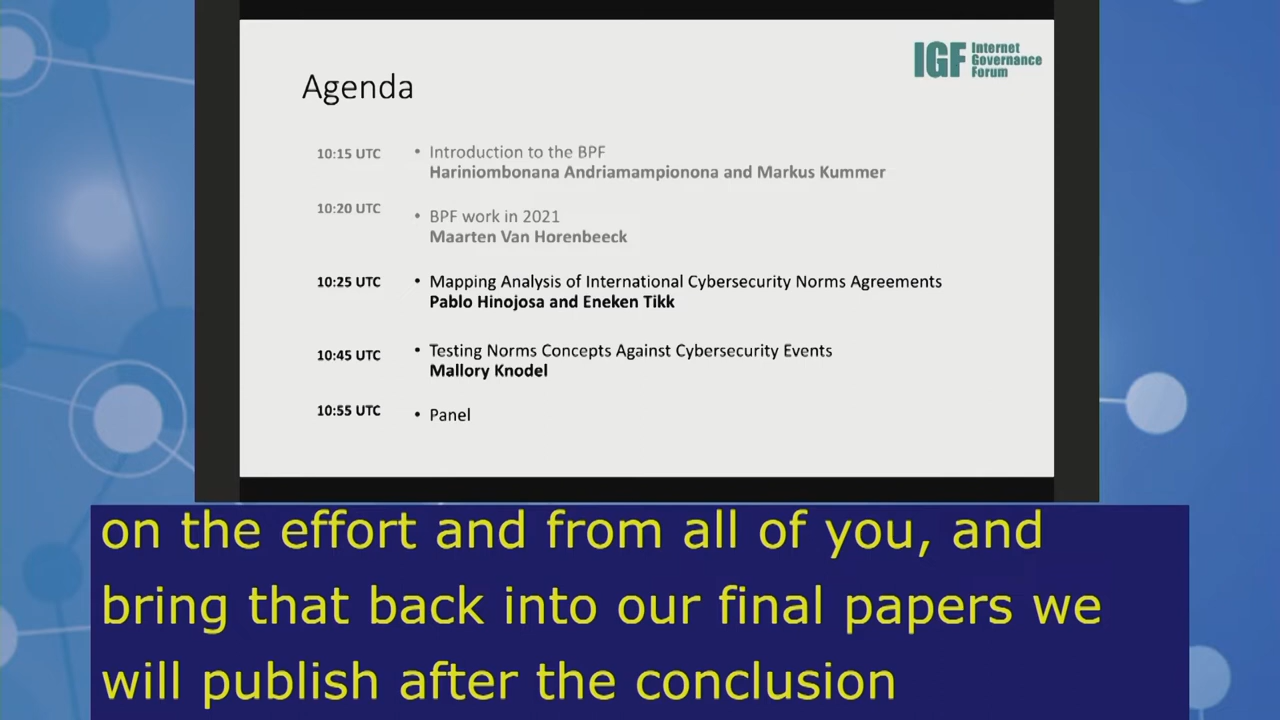 IGF Internet
Governance
Forum
Agenda
10:15 UTC • Introduction to the BPF
Hariniombonana Andriamampionona and Markus Kummer
10:20 UTC • BPF work in 2021
Maarten Van Horenbeeck
10:25 UTC • Mapping Analysis of International Cybersecurity Norms Agreements
Pablo Hinojosa and Eneken Tikk
10:45 UTC • Testing Norms Concepts Against Cybersecurity Events
Mallory Knodel
10:55 UTC • Panel
on the effort and from all of you, and
bring that back into our final papers we
will publish after the conclusion